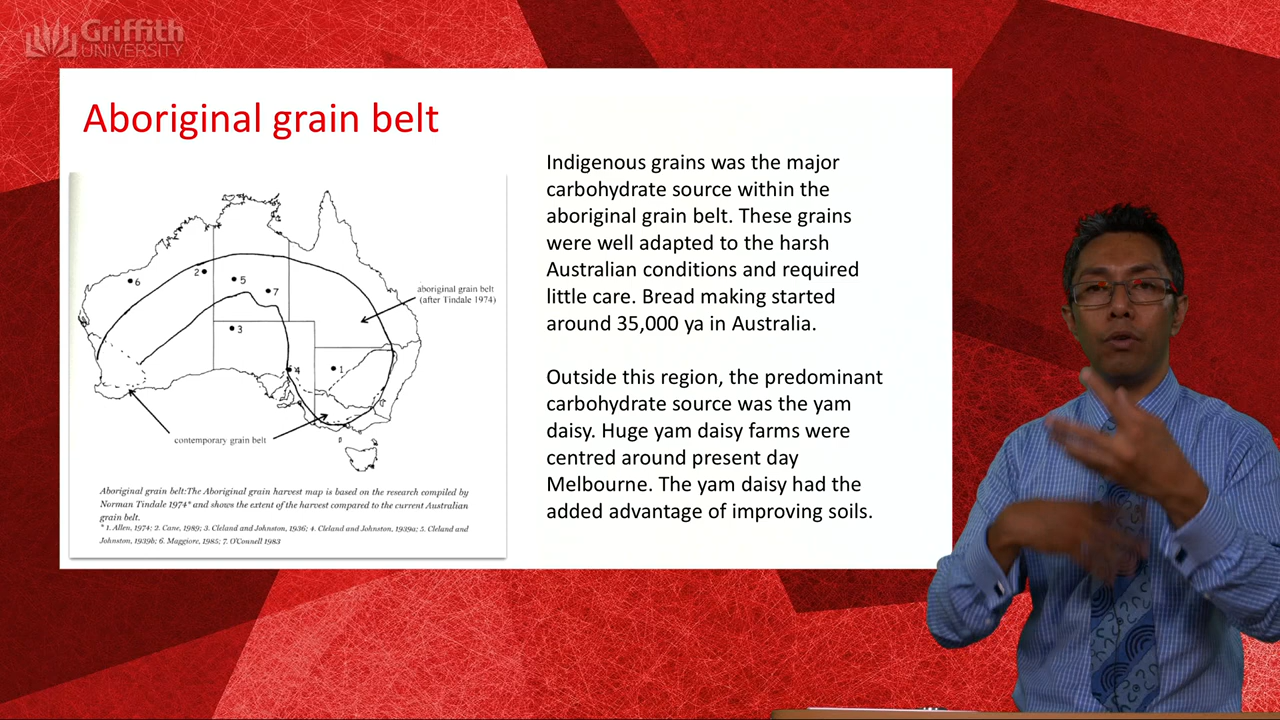 Griffith
UNIVERSITY
Aboriginal grain belt
Indigenous grains was the major
carbohydrate source within the
aboriginal grain belt. These grains
were well adapted to the harsh
Australian conditions and required
little care. Bread making started
around 35,000 ya in Australia.
Outside this region, the predominant
carbohydrate source was the yam
daisy. Huge yam daisy farms were
centred around present day
Melbourne. The yam daisy had the
added advantage of improving soils.
2
6
5
7
3
4
1
aboriginal grain belt
(after Tindale 1974)
contemporary grain belt
Aboriginal grain belt:The Aboriginal grain harvest map is based on the research compiled by
Norman Tindale 1974* and shows the extent of the harvest compared to the current Australian
grain belt.
* 1. Allen, 1974; 2. Cane, 1989; 3. Cleland and Johnston, 1936; 4. Cleland and Johnston, 1939a; 5. Cleland and
Johnston, 1939b; 6. Maggiore, 1985; 7. O'Connell 1983